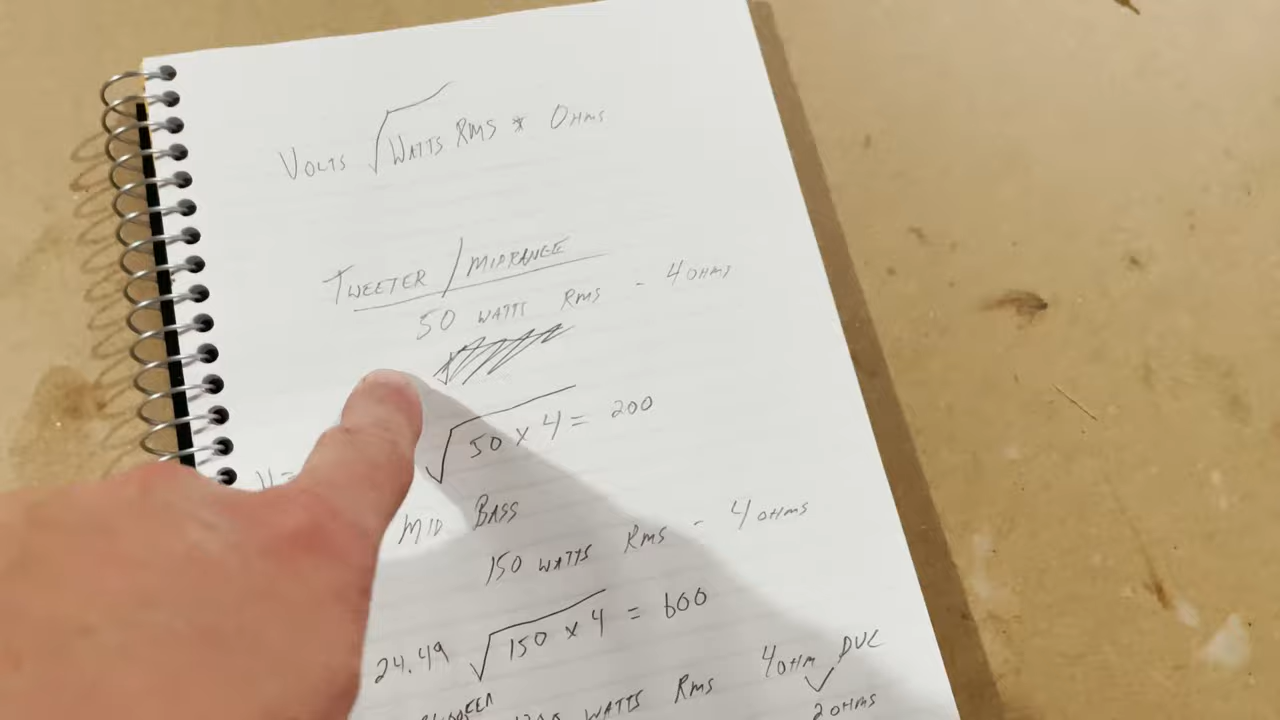 VOLTS √WATTS RMS * OHMS
TWEETER / MIDRANGE
50 WATTS RMS - 4 OHMS
√50 x 4 = 200
MID BASS
150 WATTS RMS - 4 OHMS
24.49 √150 x 4 = 600
WATTS RMS 4 OHM DVC
2 OHMS